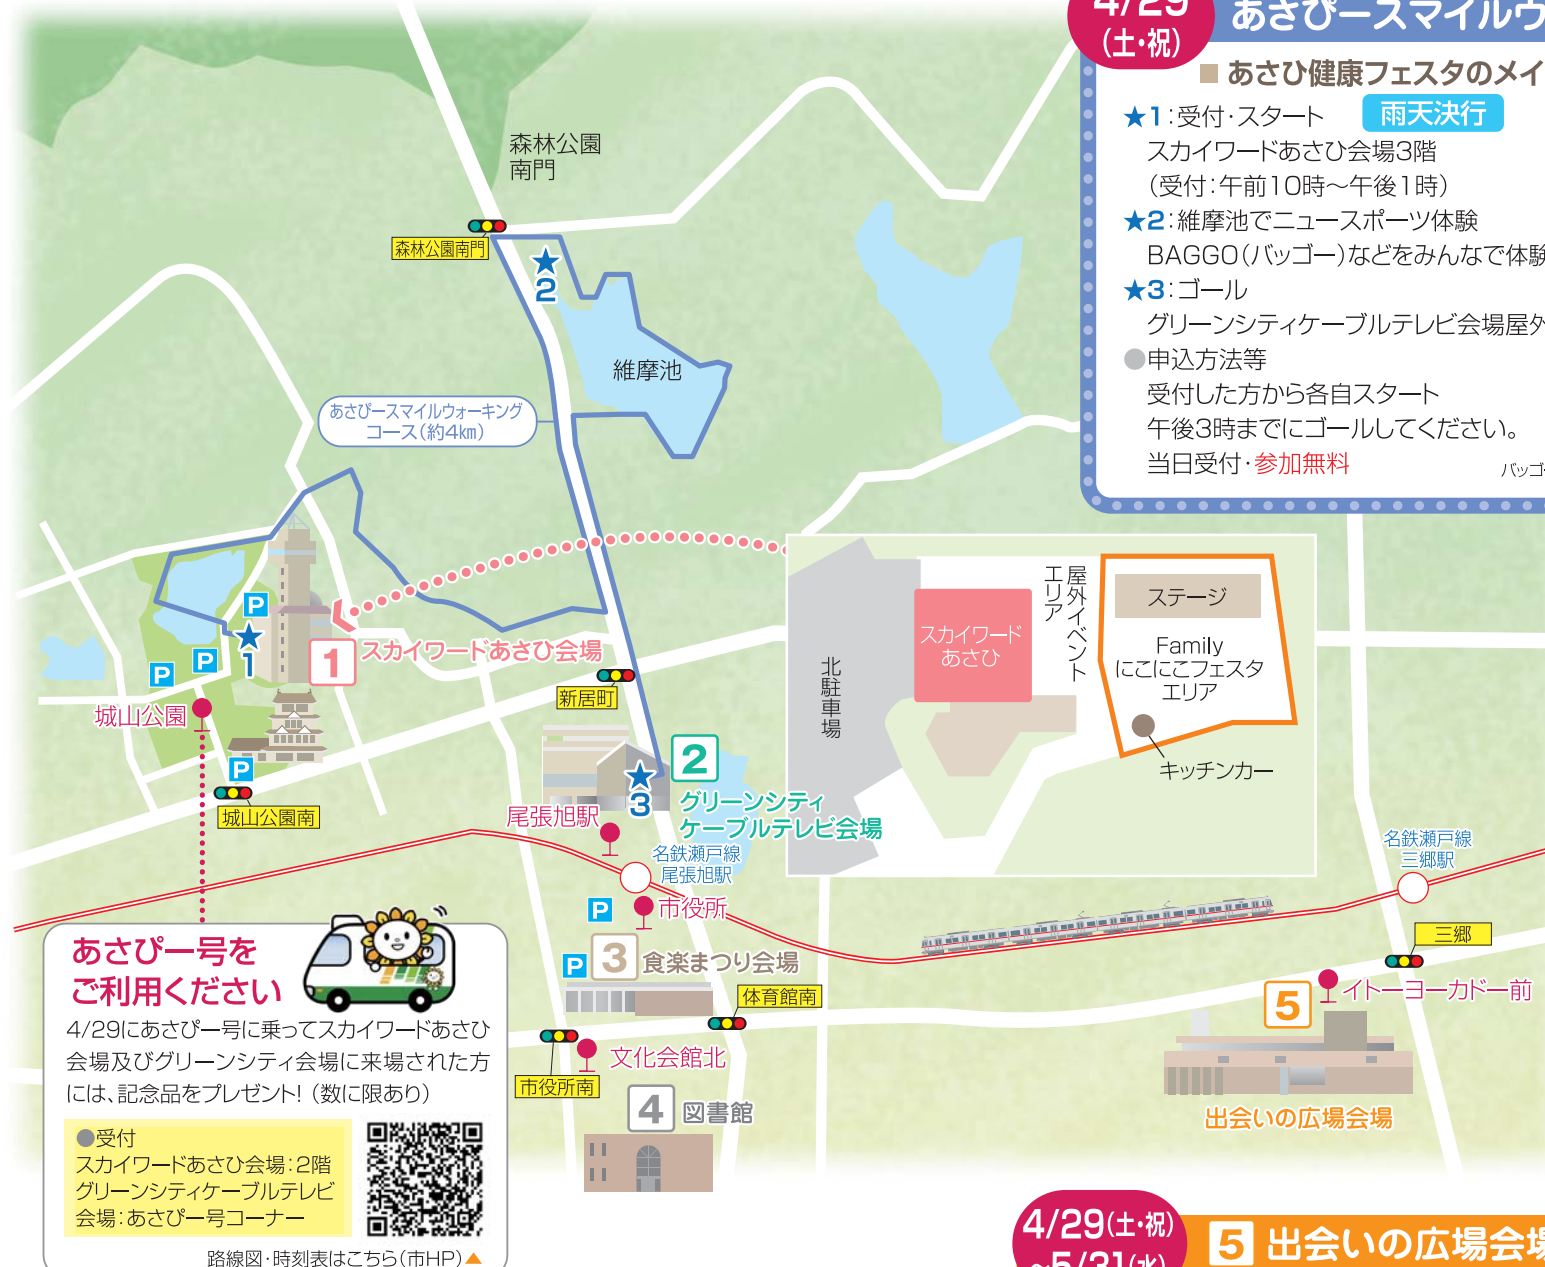 4/29
(土・祝)
あさぴースマイルウ
■あさひ健康フェスタのメイ
★1：受付・スタート
雨天決行
スカイワードあさひ会場3階
（受付：午前10時～午後1時）
★2：維摩池でニュースポーツ体験
BAGGO（バッゴー）などをみんなで体験
★3：ゴール
グリーンシティケーブルテレビ会場屋外
●申込方法等
受付した方から各自スタート
午後3時までにゴールしてください。
当日受付・参加無料
バッゴー
森林公園
南門
森林公園南門
★2
維摩池
あさぴースマイルウォーキング
コース（約4km）
P
★1
P
P
1
スカイワードあさひ会場
城山公園
P
城山公園南
新居町
2
グリーンシティ
ケーブルテレビ会場
★3
尾張旭駅
名鉄瀬戸線
尾張旭駅
P
市役所
P
3
食楽まつり会場
体育館南
文化会館北
市役所南
4
図書館
北駐車場
スカイワード
あさひ
屋外イベント
エリア
ステージ
Family
にこにこフェスタ
エリア
キッチンカー
名鉄瀬戸線
三郷駅
三郷
イトーヨーカドー前
5
出会いの広場会場
あさぴー号を
ご利用ください
4/29にあさぴー号に乗ってスカイワードあさひ
会場及びグリーンシティ会場に来場された方
には、記念品をプレゼント!（数に限あり）
●受付
スカイワードあさひ会場：2階
グリーンシティケーブルテレビ
会場：あさぴー号コーナー
路線図・時刻表はこちら（市HP）▲
4/29(土・祝)
～5/31(水)
5 出会いの広場会場